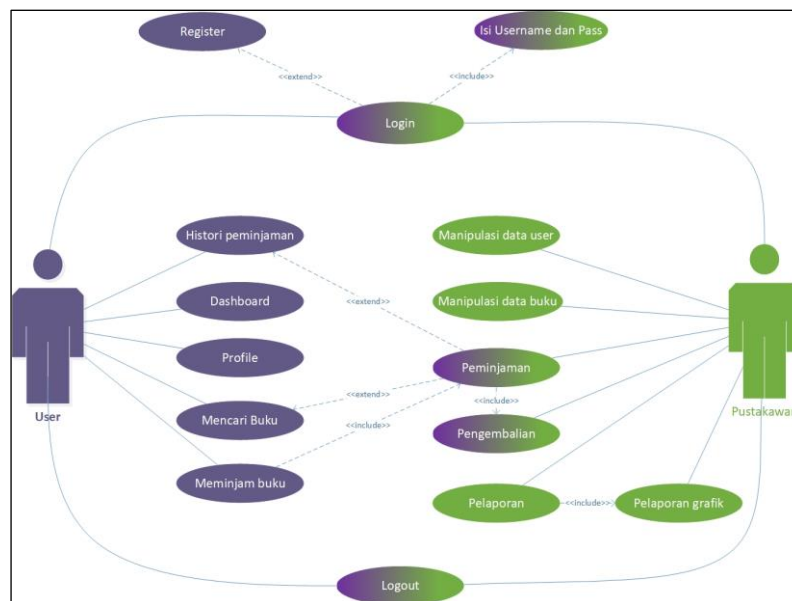 Register
Isi Username dan Pass
<<extend>>
<<include>>
Login
Histori peminjaman
Manipulasi data user
Dashboard
Manipulasi data buku
<<extend>>
Profile
Peminjaman
<<extend>>
<<include>>
User
Pustakawan
Mencari Buku
<<include>>
Pengembalian
Meminjam buku
Pelaporan
<<include>>
Pelaporan grafik
Logout